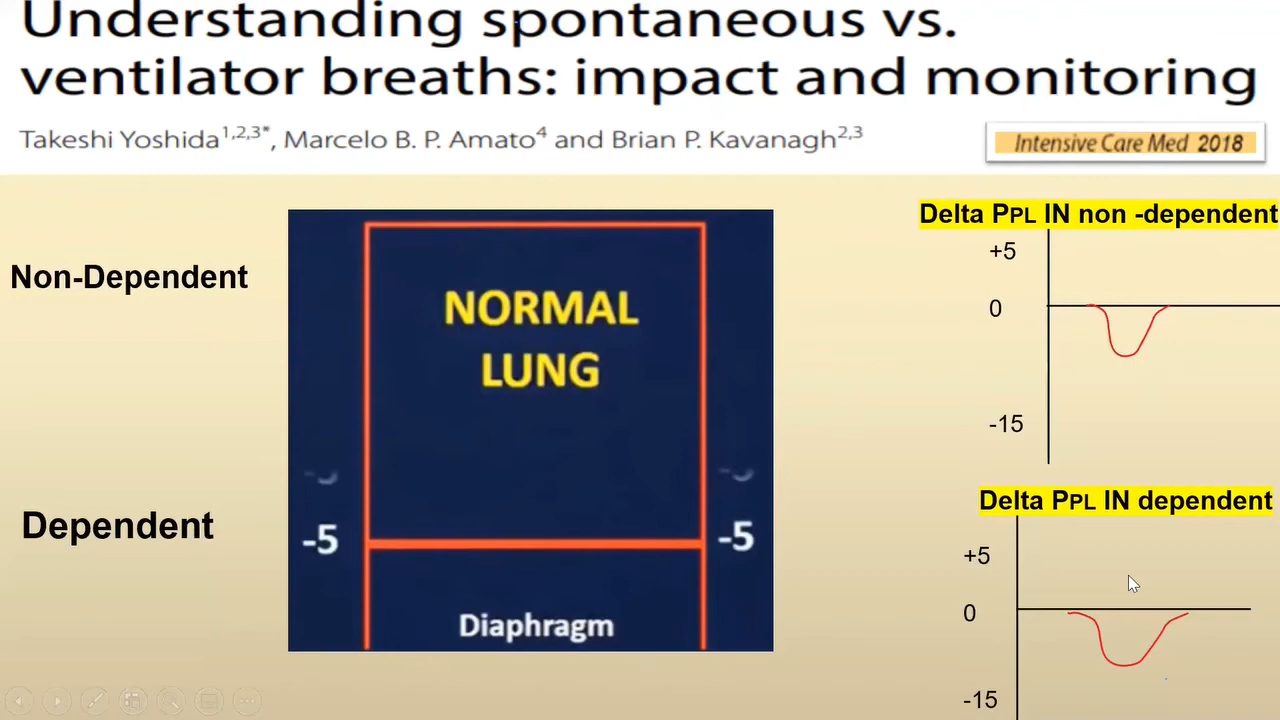 Understanding spontaneous vs.
ventilator breaths: impact and monitoring
Takeshi Yoshida1,2,3*, Marcelo B. P. Amato4 and Brian P. Kavanagh2,3
Intensive Care Med 2018
Non-Dependent
NORMAL
LUNG
Dependent
-5
-5
Diaphragm
Delta PPL IN non -dependent
+5
0
-15
Delta PPL IN dependent
+5
0
-15